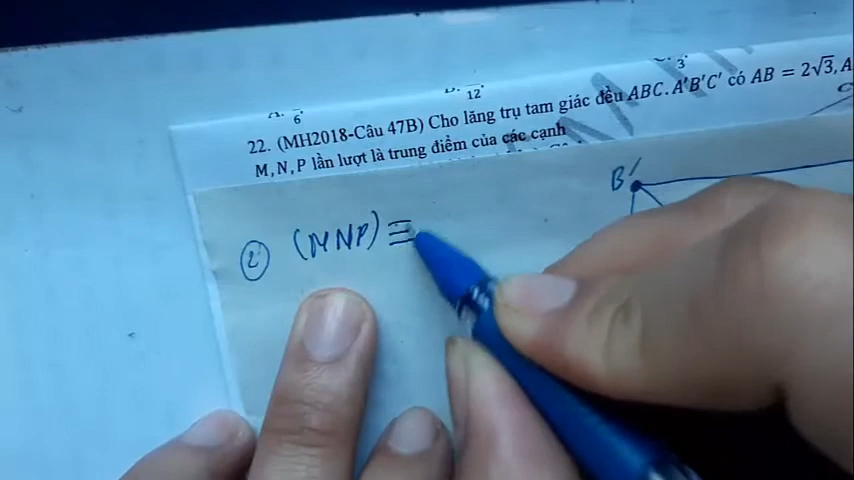 A. 6
B. 12
C. 3
22. (MH2018-Câu 47B) Cho lăng trụ tam giác đều ABC.A'B'C' có AB = 2√3, A
M, N, P lần lượt là trung điểm của các cạnh
B'
C
② (MNP) ≡